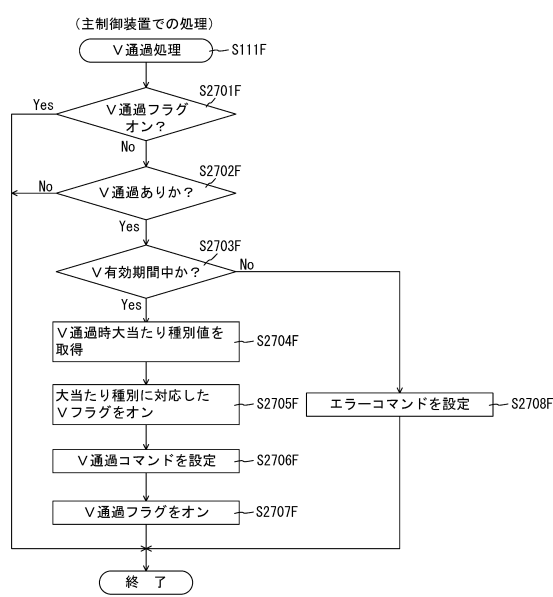 （主制御装置での処理）
Ｖ通過処理
S111F
S2701F
Yes
Ｖ通過フラグ
オン？
No
S2702F
No
Ｖ通過ありか？
Yes
S2703F
Ｖ有効期間中か？
No
Yes
Ｖ通過時大当たり種別値を
取得
S2704F
大当たり種別に対応した
Ｖフラグをオン
S2705F
エラーコマンドを設定
S2708F
Ｖ通過コマンドを設定
S2706F
Ｖ通過フラグをオン
S2707F
終 了